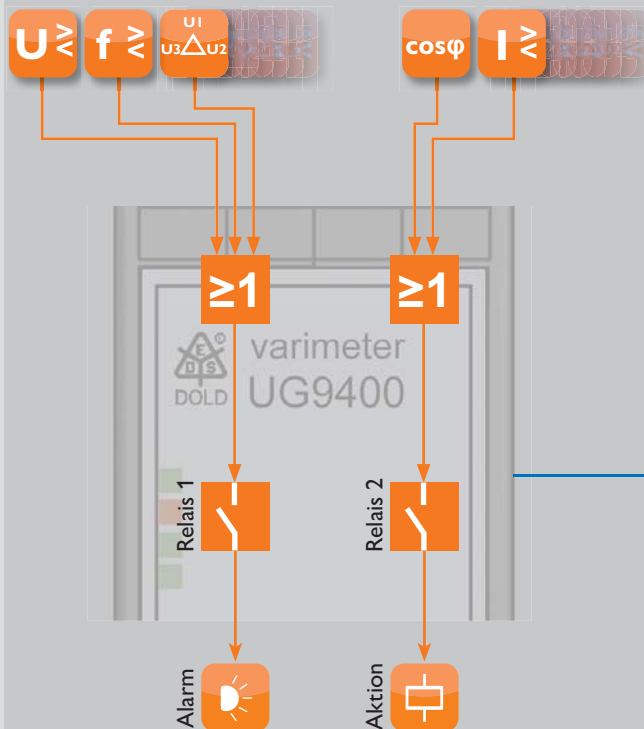 U ≷ f ≷ U1 U3 △ U2
cosφ I ≷
≥1 ≥1
varimeter
UG9400
E D S
DOLD
Relais 1
Relais 2
Alarm
Aktion